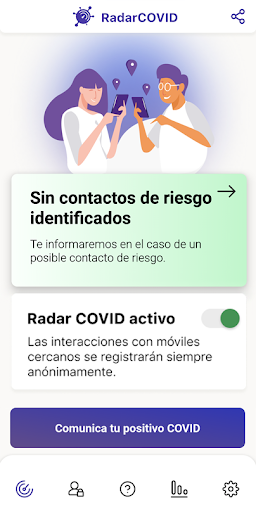 RadarCOVID
Sin contactos de riesgo
identificados
Te informaremos en el caso de un
posible contacto de riesgo.
Radar COVID activo
Las interacciones con móviles
cercanos se registrarán siempre
anónimamente.
Comunica tu positivo COVID